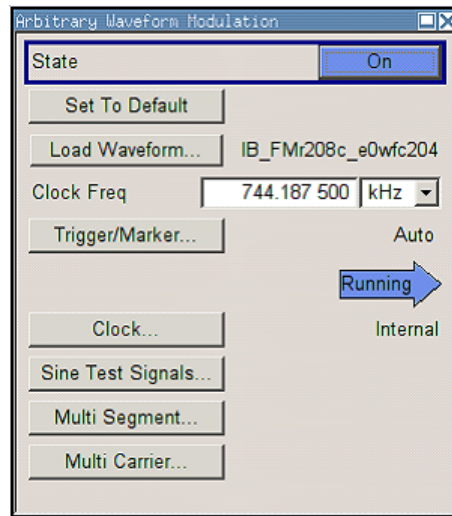 Arbitrary Waveform Modulation
State On
Set To Default
Load Waveform... IB_FMr208c_e0wfc204
Clock Freq 744.187 500 kHz
Trigger/Marker... Auto
Running
Clock... Internal
Sine Test Signals...
Multi Segment...
Multi Carrier...